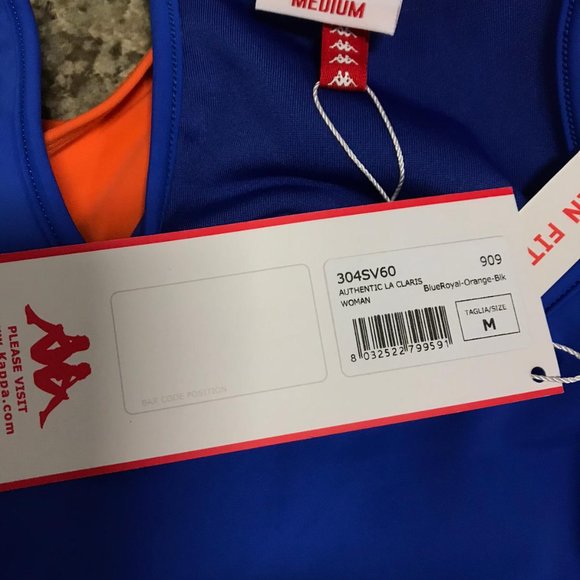 MEDIUM
N FIT
304SV60
909
AUTHENTIC LA CLARIS
BlueRoyal-Orange-Blk
WOMAN
TAGLIA/SIZE
M
8 032522 799591
BAR CODE POSITION
PLEASE VISIT
w.Kappa.com